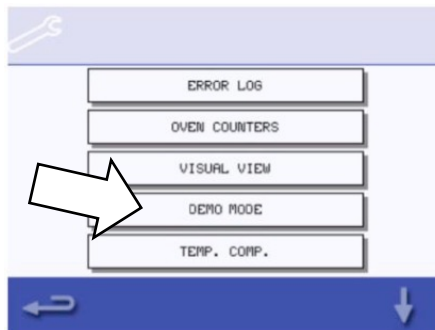 ERROR LOG
OVEN COUNTERS
VISUAL VIEW
DEMO MODE
TEMP. COMP.